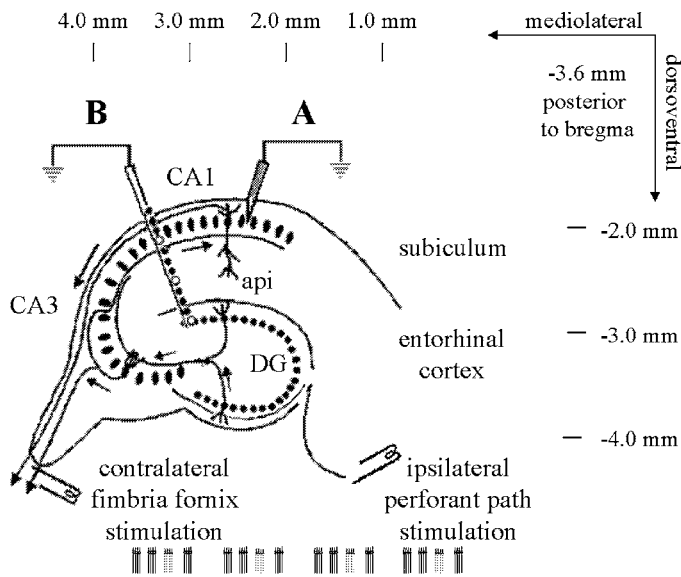 4.0 mm 3.0 mm 2.0 mm 1.0 mm
mediolateral
dorsoventral
-3.6 mm
posterior
to bregma
B
A
CA1
-2.0 mm
subiculum
api
CA3
-3.0 mm
entorhinal
cortex
DG
-4.0 mm
contralateral
fimbria fornix
stimulation
ipsilateral
perforant path
stimulation